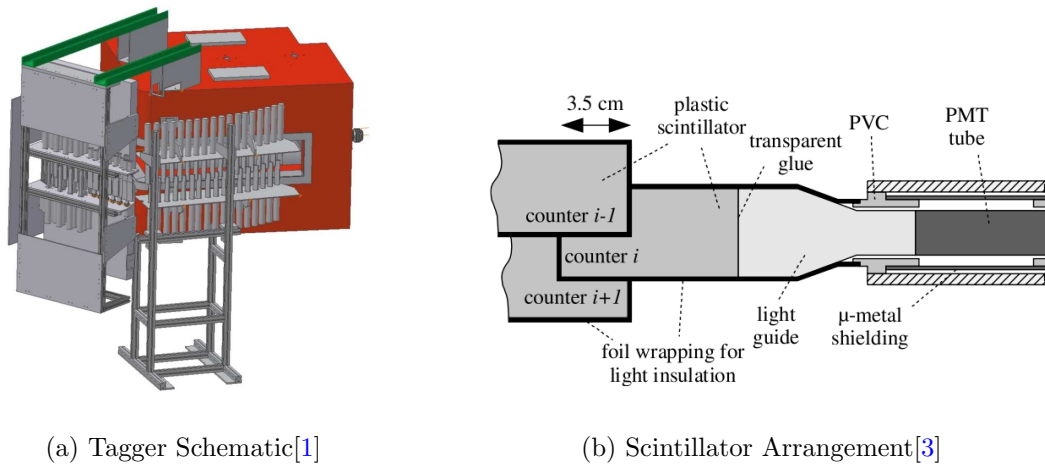 3.5 cm
plastic
scintillator
transparent
glue
PVC
PMT
tube
counter i-1
counter i
counter i+1
foil wrapping for
light insulation
light
guide
μ-metal
shielding
(a) Tagger Schematic[1]
(b) Scintillator Arrangement[3]